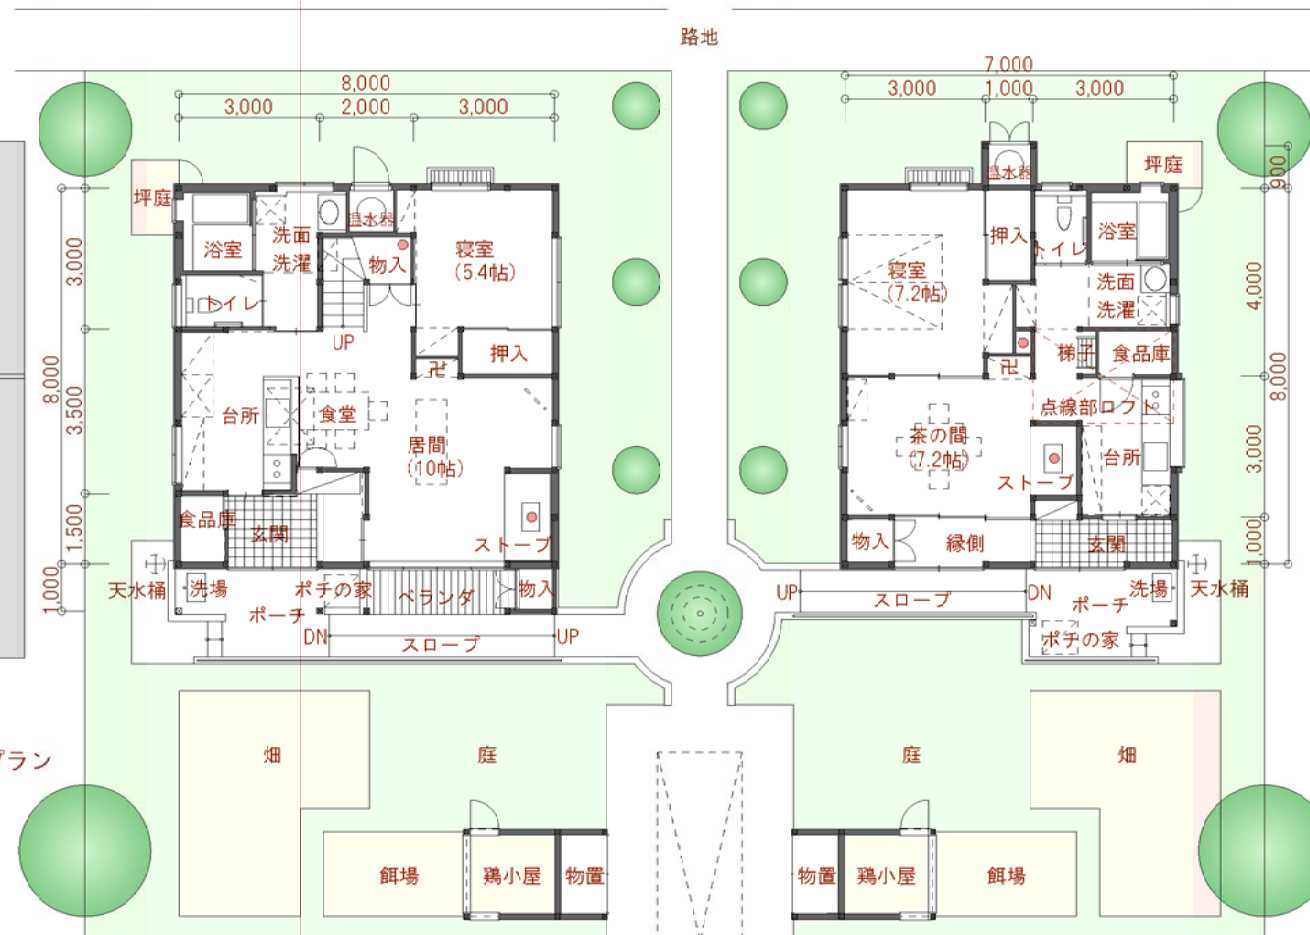 路地
8,000
3,000
2,000
3,000
坪庭
浴室
洗面
洗濯
温水器
物入
寝室
(5.4帖)
トイレ
UP
押入
卍
台所
食堂
居間
(10帖)
食品庫
玄関
ストーブ
天水桶
洗場
ポチの家
ポーチ
ベランダ
物入
DN
スロープ
UP
3,000
8,000
3,500
1,500
1,000
7,000
3,000
1,000
3,000
温水器
坪庭
900
押入
トイレ
浴室
寝室
(7.2帖)
洗面
洗濯
4,000
梯子
食品庫
卍
点線部ロフト
8,000
茶の間
(7.2帖)
台所
3,000
ストーブ
物入
縁側
玄関
1,000
UP
スロープ
DN
洗場
天水桶
ポーチ
ポチの家
プラン
畑
庭
庭
畑
餌場
鶏小屋
物置
物置
鶏小屋
餌場